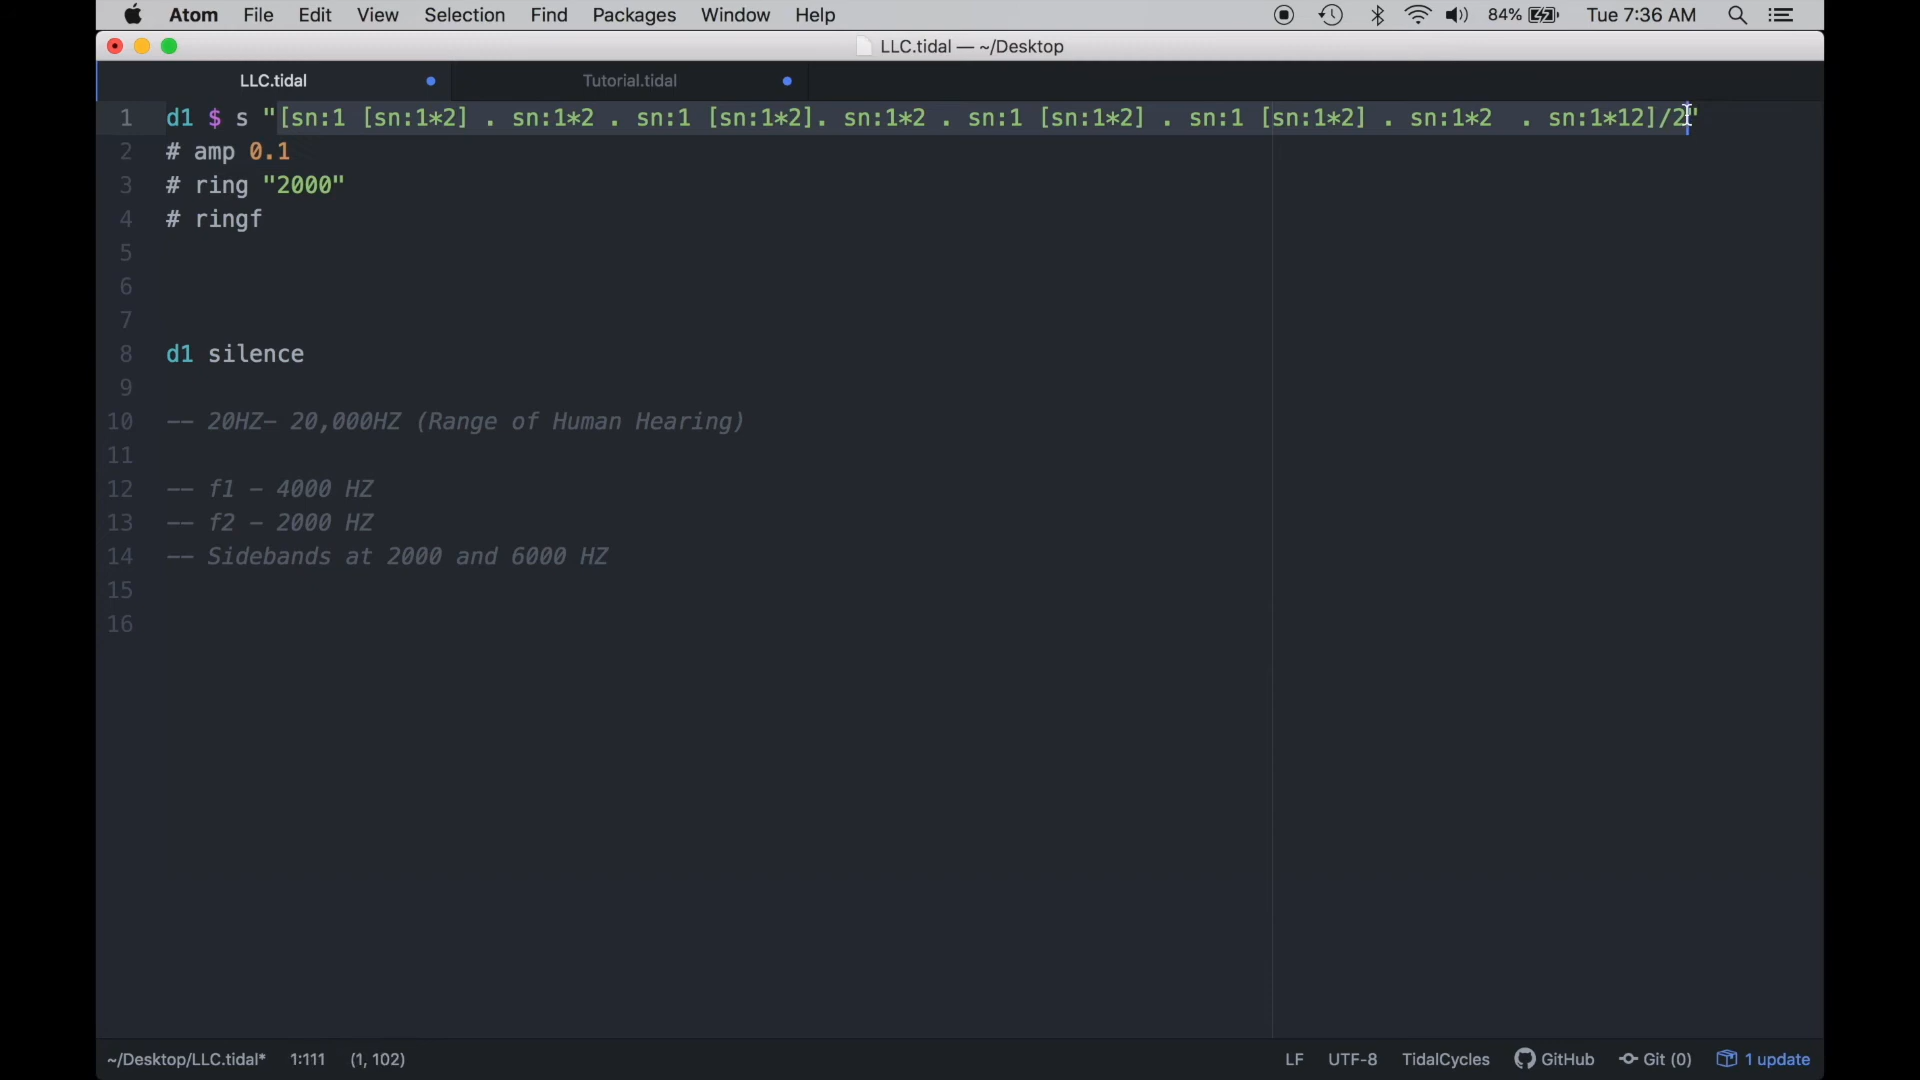 Atom File Edit View Selection Find Packages Window Help 84% Tue 7:36 AM
LLC.tidal — ~/Desktop
LLC.tidal Tutorial.tidal
1 d1 $ s "[sn:1 [sn:1*2] . sn:1*2 . sn:1 [sn:1*2]. sn:1*2 . sn:1 [sn:1*2] . sn:1 [sn:1*2] . sn:1*2  . sn:1*12]/2"
2 # amp 0.1
3 # ring "2000"
4 # ringf
5
6
7
8 d1 silence
9
10 -- 20HZ- 20,000HZ (Range of Human Hearing)
11
12 -- f1 - 4000 HZ
13 -- f2 - 2000 HZ
14 -- Sidebands at 2000 and 6000 HZ
15
16
~/Desktop/LLC.tidal* 1:111 (1, 102) LF UTF-8 TidalCycles GitHub Git (0) 1 update